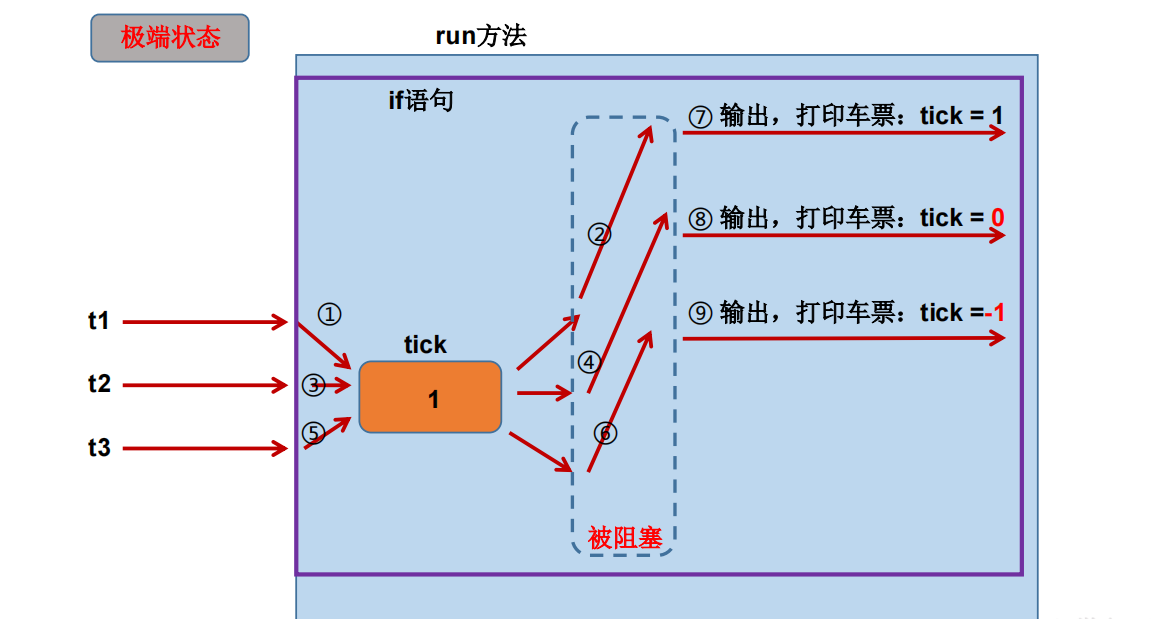 极端状态
run方法
if语句
⑦ 输出，打印车票：tick = 1
②
⑧ 输出，打印车票：tick = 0
t1
①
⑨ 输出，打印车票：tick =-1
tick
④
t2
③
1
t3
⑤
⑥
被阻塞